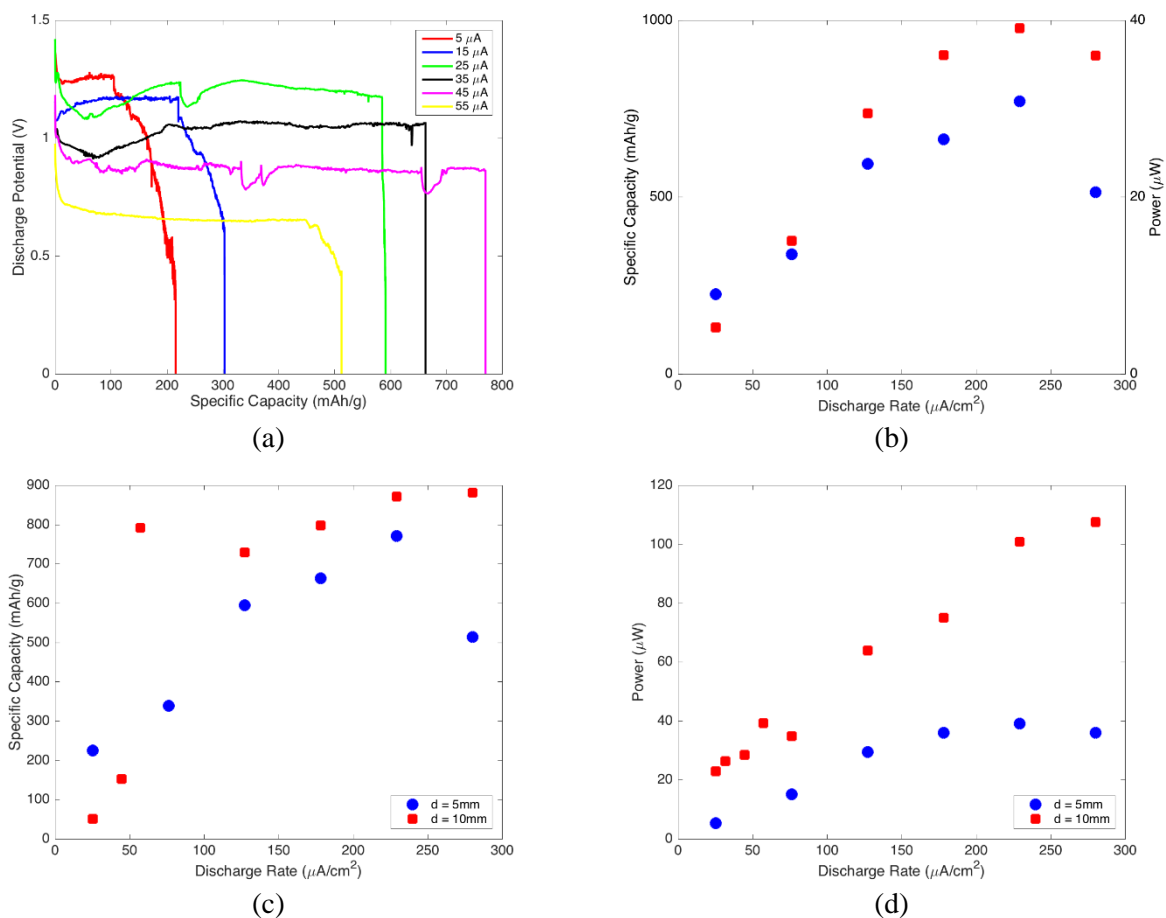 1.5
1
0.5
0
Discharge Potential (V)
5 μA
15 μA
25 μA
35 μA
45 μA
55 μA
0 100 200 300 400 500 600 700 800
Specific Capacity (mAh/g)
(a)
1000
500
0
Specific Capacity (mAh/g)
40
20
0
Power (μW)
0 50 100 150 200 250 300
Discharge Rate (μA/cm²)
(b)
900
800
700
600
500
400
300
200
100
0
Specific Capacity (mAh/g)
d = 5mm
d = 10mm
0 50 100 150 200 250 300
Discharge Rate (μA/cm²)
(c)
120
100
80
60
40
20
0
Power (μW)
d = 5mm
d = 10mm
0 50 100 150 200 250 300
Discharge Rate (μA/cm²)
(d)